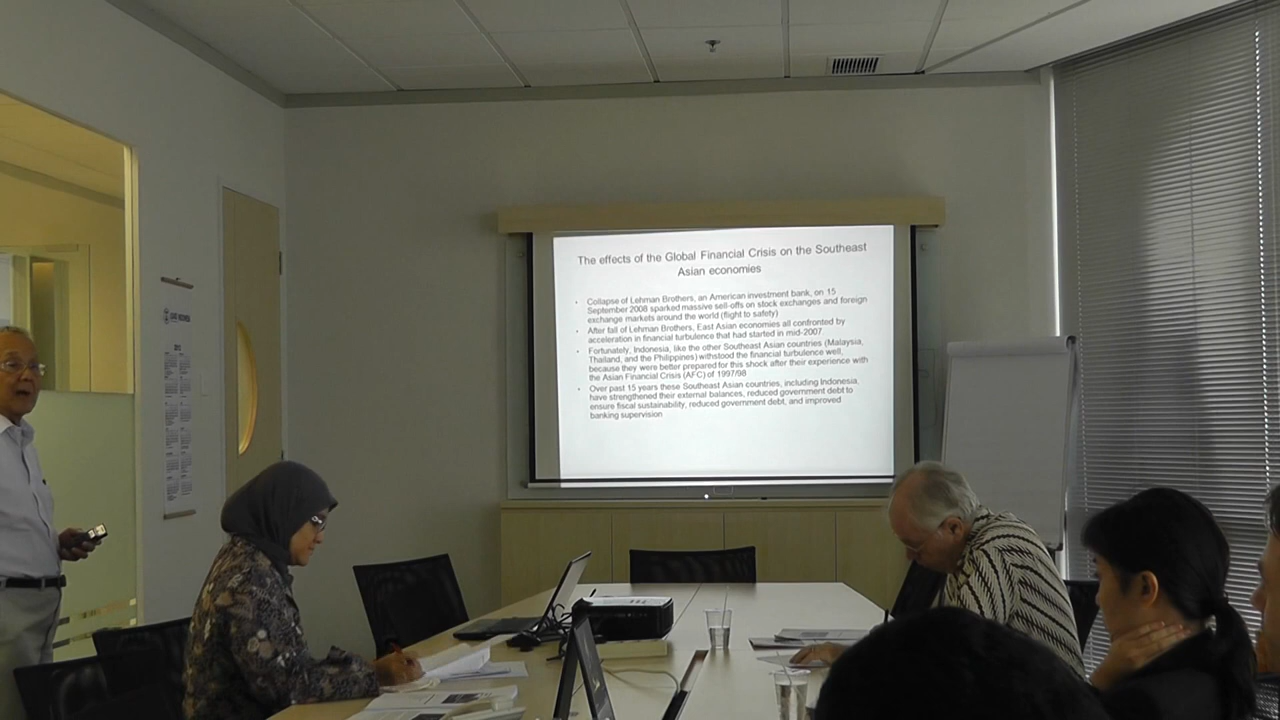 The effects of the Global Financial Crisis on the Southeast
Asian economies
• Collapse of Lehman Brothers, an American investment bank, on 15
September 2008 sparked massive sell-offs on stock exchanges and foreign
exchange markets around the world (flight to safety)
• After fall of Lehman Brothers, East Asian economies all confronted by
acceleration in financial turbulence that had started in mid-2007.
• Fortunately, Indonesia, like the other Southeast Asian countries (Malaysia,
Thailand, and the Philippines) withstood the financial turbulence well,
because they were better prepared for this shock after their experience with
the Asian Financial Crisis (AFC) of 1997/98
• Over past 15 years these Southeast Asian countries, including Indonesia,
have strengthened their external balances, reduced government debt to
ensure fiscal sustainability, reduced government debt, and improved
banking supervision